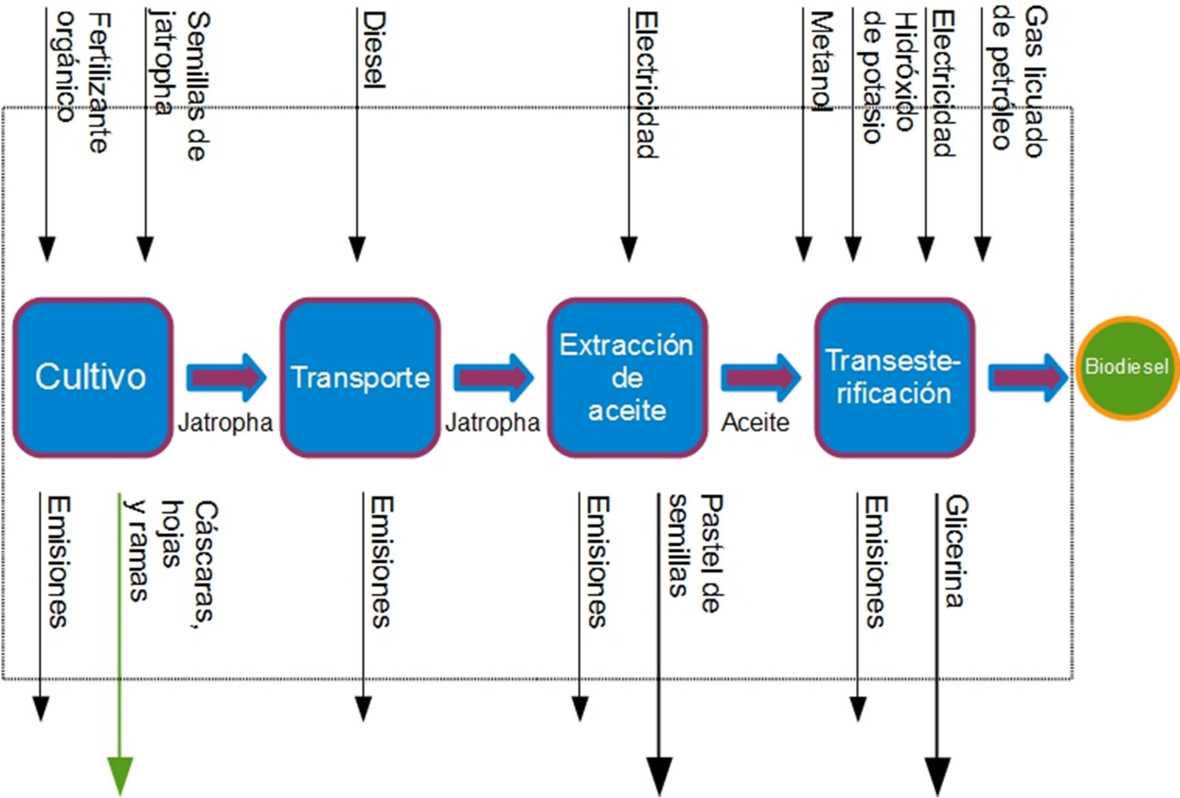 Fertilizante
orgánico
Semillas de
jatropha
Diesel
Electricidad
Metanol
Hidróxido
de potasio
Electricidad
Gas licuado
de petróleo
Cultivo
Jatropha
Transporte
Jatropha
Extracción
de
aceite
Aceite
Transeste-
rificación
Biodiesel
Emisiones
Cáscaras,
hojas
y ramas
Emisiones
Emisiones
Pastel de
semillas
Emisiones
Glicerina